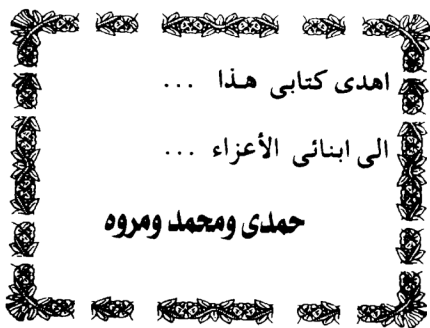 اهدى كتابى هذا ...
الى ابنائى الأعزاء ...
حمدى ومحمد ومروه